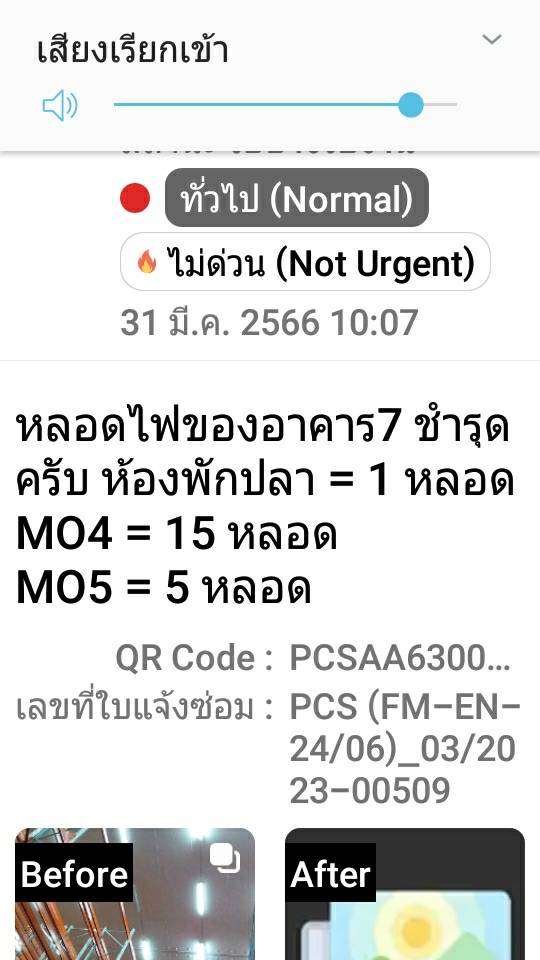 เสียงเรียกเข้า
ทั่วไป (Normal)
ไม่ด่วน (Not Urgent)
31 มี.ค. 2566 10:07
หลอดไฟของอาคาร7 ชำรุด
ครับ ห้องพักปลา = 1 หลอด
MO4 = 15 หลอด
MO5 = 5 หลอด
QR Code : PCSAA6300...
เลขที่ใบแจ้งซ่อม : PCS (FM-EN-
24/06)_03/20
23-00509
Before
After